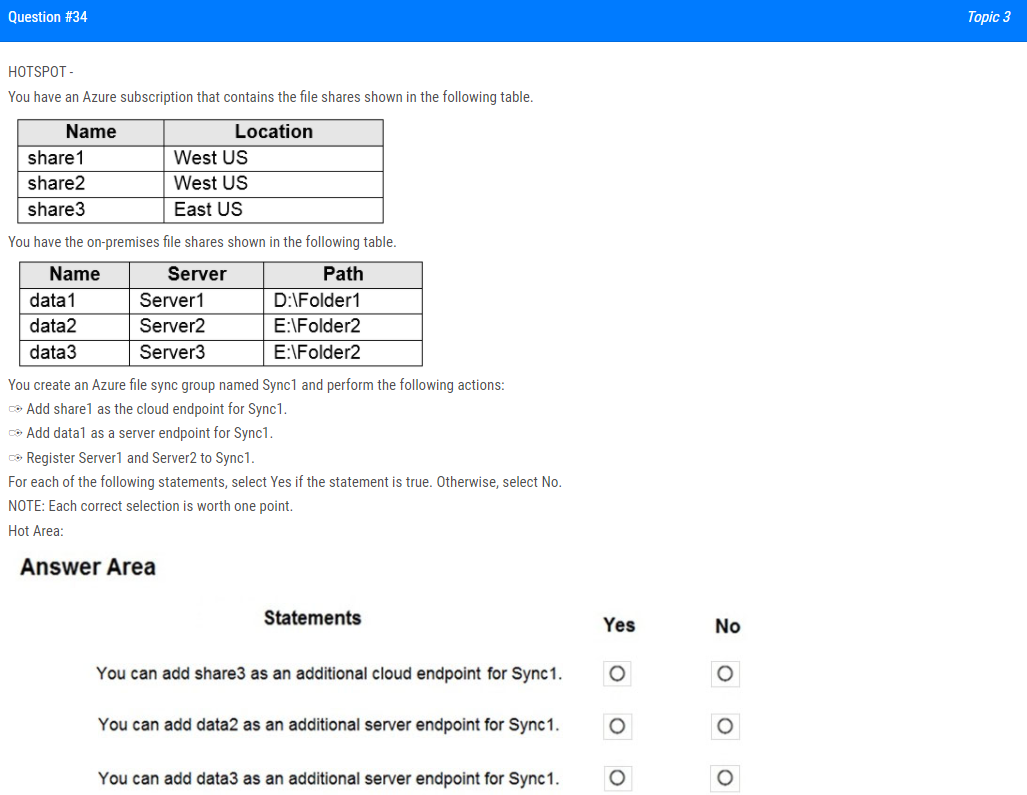 Question #34 Topic 3
HOTSPOT -
You have an Azure subscription that contains the file shares shown in the following table.
Name Location
share1 West US
share2 West US
share3 East US
You have the on-premises file shares shown in the following table.
Name Server Path
data1 Server1 D:\Folder1
data2 Server2 E:\Folder2
data3 Server3 E:\Folder2
You create an Azure file sync group named Sync1 and perform the following actions:
Add share1 as the cloud endpoint for Sync1.
Add data1 as a server endpoint for Sync1.
Register Server1 and Server2 to Sync1.
For each of the following statements, select Yes if the statement is true. Otherwise, select No.
NOTE: Each correct selection is worth one point.
Hot Area:
Answer Area
Statements Yes No
You can add share3 as an additional cloud endpoint for Sync1.
You can add data2 as an additional server endpoint for Sync1.
You can add data3 as an additional server endpoint for Sync1.